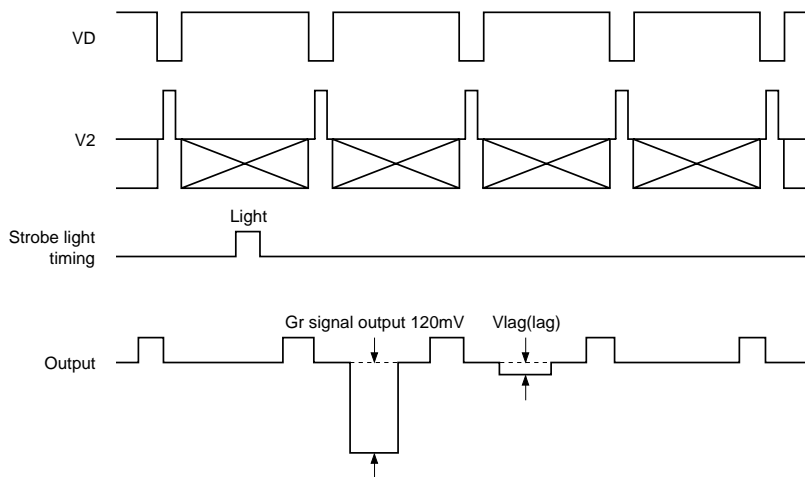 VD
V2
Light
Strobe light
timing
Gr signal output 120mV
Vlag(lag)
Output